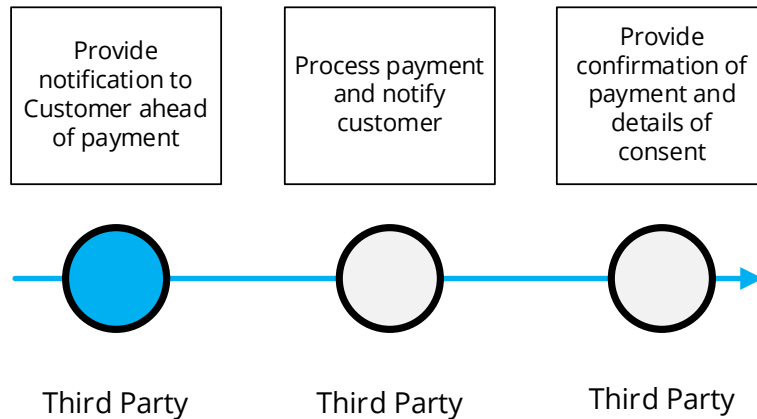 Provide
notification to
Customer ahead
of payment
Process payment
and notify
customer
Provide
confirmation of
payment and
details of
consent
Third Party
Third Party
Third Party